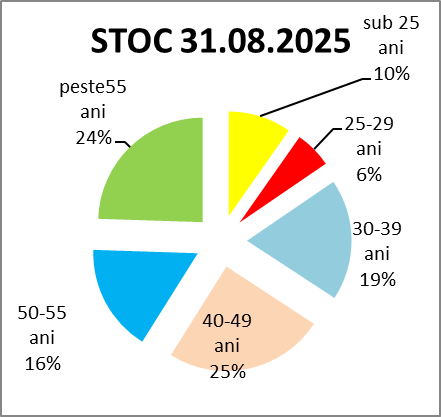 STOC 31.08.2025
sub 25
ani
10%
25-29
ani
6%
30-39
ani
19%
40-49
ani
25%
50-55
ani
16%
peste55
ani
24%